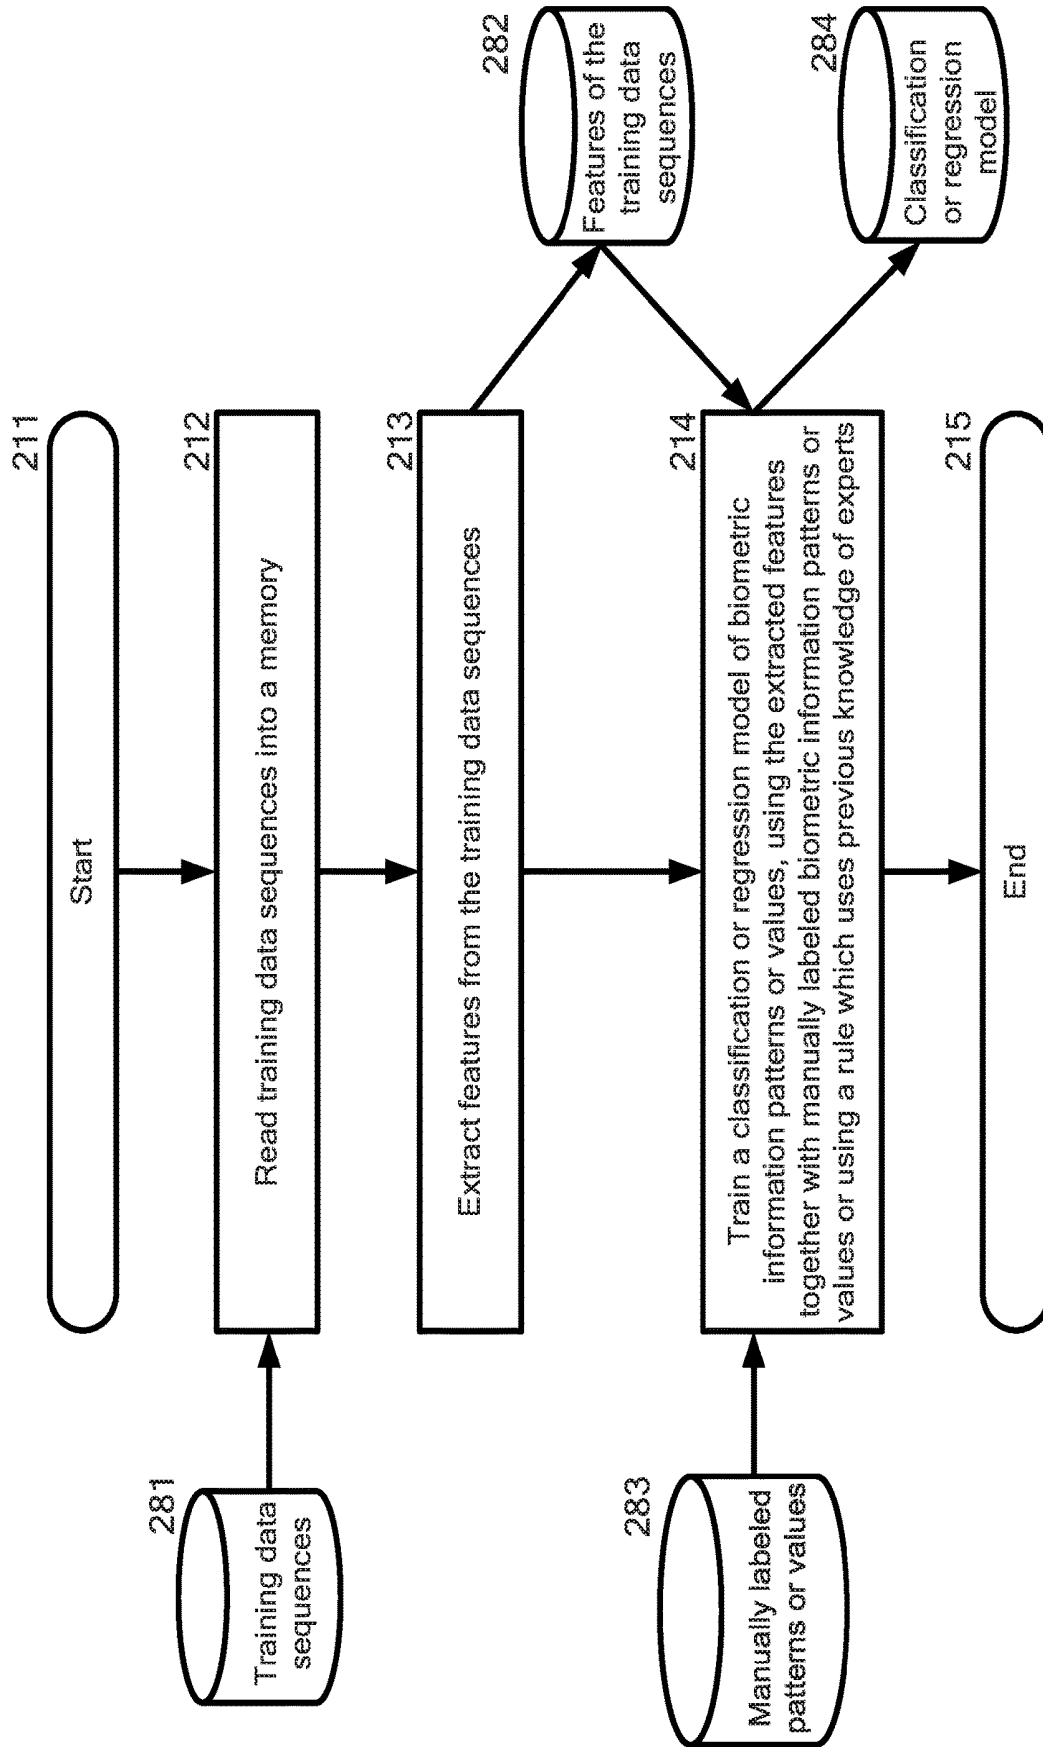 211
Start
281
Training data
sequences
212
Read training data sequences into a memory
213
Extract features from the training data sequences
282
Features of the
training data
sequences
283
Manually labeled
patterns or values
214
Train a classification or regression model of biometric
information patterns or values, using the extracted features
together with manually labeled biometric information patterns or
values or using a rule which uses previous knowledge of experts
284
Classification
or regression
model
215
End